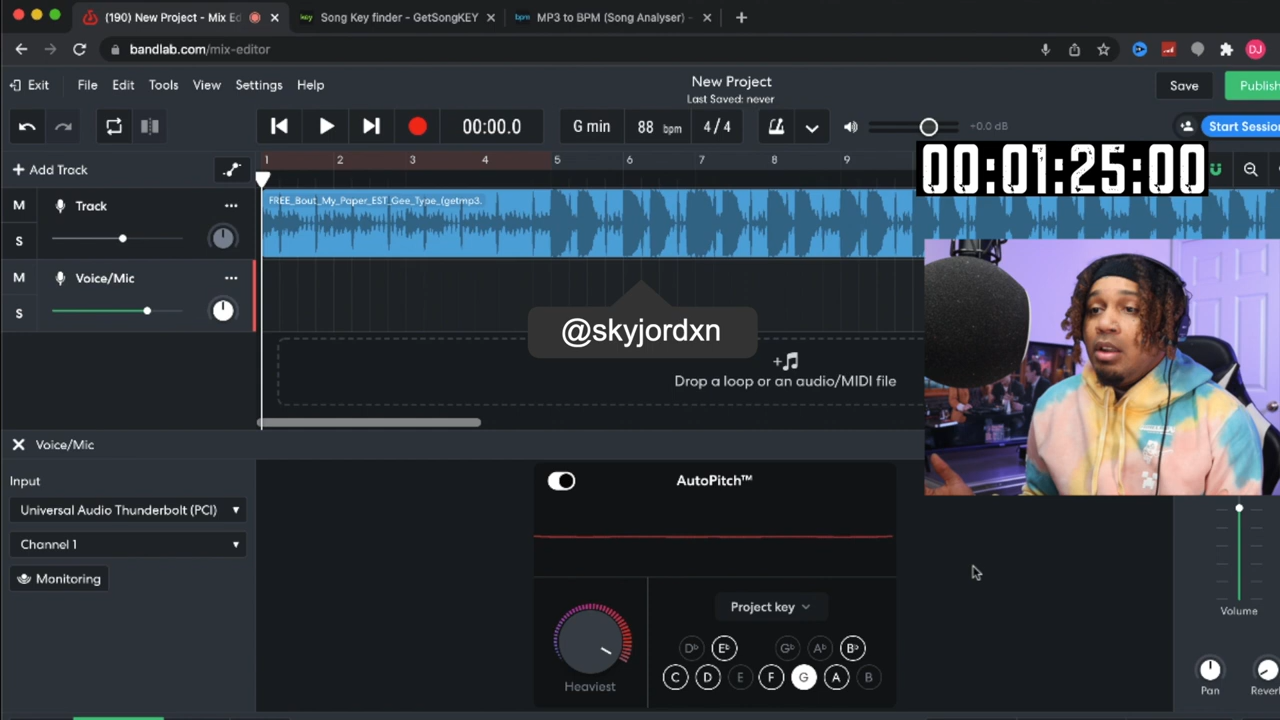 (190) New Project - Mix Ed
Song Key finder - GetSongKEY
bpm
MP3 to BPM (Song Analyser) -
bandlab.com/mix-editor
DJ
Exit
File
Edit
Tools
View
Settings
Help
New Project
Last Saved: never
Save
Publish
00:00.0
G min
88 bpm
4/4
+0.0 dB
Start Session
00:01:25:00
+ Add Track
1 2 3 4 5 6 7 8 9
M
Track
S
FREE_Bout_My_Paper_EST_Gee_Type_(getmp3.
M
Voice/Mic
S
@skyjordxn
Drop a loop or an audio/MIDI file
Voice/Mic
Input
Universal Audio Thunderbolt (PCI)
Channel 1
Monitoring
AutoPitch™
Project key
D♭ E♭ G♭ A♭ B♭
C D E F G A B
Heaviest
Volume
Pan
Rever